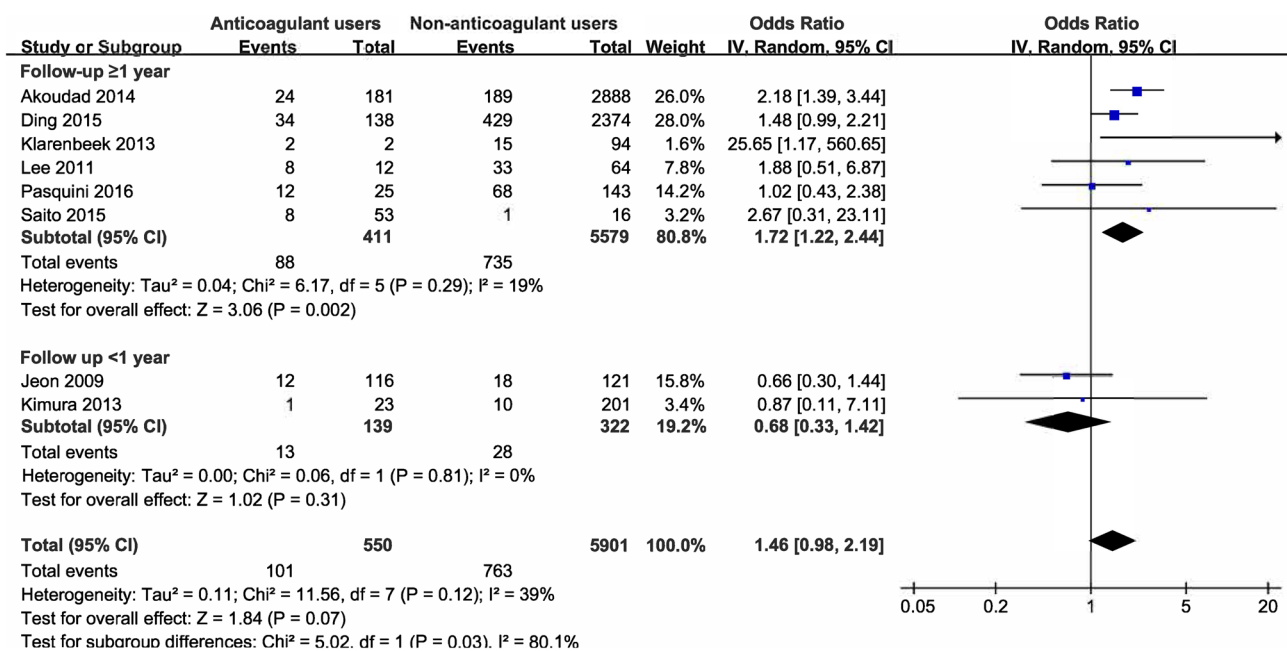 Anticoagulant users Non-anticoagulant users Odds Ratio Odds Ratio
Study or Subgroup Events Total Events Total Weight IV. Random. 95% CI IV. Random. 95% CI
Follow-up ≥1 year
Akoudad 2014 24 181 189 2888 26.0% 2.18 [1.39, 3.44]
Ding 2015 34 138 429 2374 28.0% 1.48 [0.99, 2.21]
Klarenbeek 2013 2 2 15 94 1.6% 25.65 [1.17, 560.65]
Lee 2011 8 12 33 64 7.8% 1.88 [0.51, 6.87]
Pasquini 2016 12 25 68 143 14.2% 1.02 [0.43, 2.38]
Saito 2015 8 53 1 16 3.2% 2.67 [0.31, 23.11]
Subtotal (95% CI) 411 5579 80.8% 1.72 [1.22, 2.44]
Total events 88 735
Heterogeneity: Tau² = 0.04; Chi² = 6.17, df = 5 (P = 0.29); I² = 19%
Test for overall effect: Z = 3.06 (P = 0.002)
Follow up <1 year
Jeon 2009 12 116 18 121 15.8% 0.66 [0.30, 1.44]
Kimura 2013 1 23 10 201 3.4% 0.87 [0.11, 7.11]
Subtotal (95% CI) 139 322 19.2% 0.68 [0.33, 1.42]
Total events 13 28
Heterogeneity: Tau² = 0.00; Chi² = 0.06, df = 1 (P = 0.81); I² = 0%
Test for overall effect: Z = 1.02 (P = 0.31)
Total (95% CI) 550 5901 100.0% 1.46 [0.98, 2.19]
Total events 101 763
Heterogeneity: Tau² = 0.11; Chi² = 11.56, df = 7 (P = 0.12); I² = 39%
Test for overall effect: Z = 1.84 (P = 0.07)
Test for subgroup differences: Chi² = 5.02, df = 1 (P = 0.03), I² = 80.1%
0.05 0.2 1 5 20